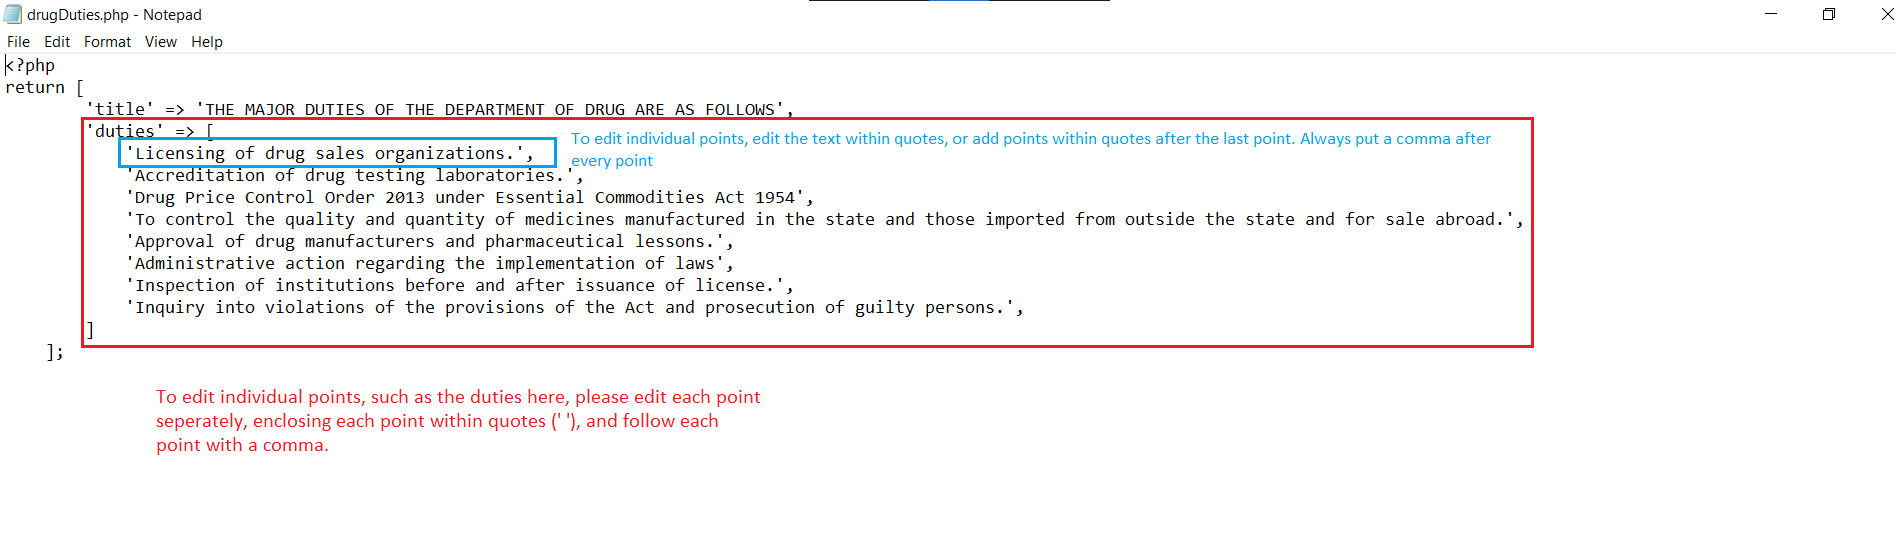 drugDuties.php - Notepad
File Edit Format View Help
<?php
return [
'title' => 'THE MAJOR DUTIES OF THE DEPARTMENT OF DRUG ARE AS FOLLOWS',
'duties' => [
To edit individual points, edit the text within quotes, or add points within quotes after the last point. Always put a comma after
every point
'Licensing of drug sales organizations.',
'Accreditation of drug testing laboratories.',
'Drug Price Control Order 2013 under Essential Commodities Act 1954',
'To control the quality and quantity of medicines manufactured in the state and those imported from outside the state and for sale abroad.',
'Approval of drug manufacturers and pharmaceutical lessons.',
'Administrative action regarding the implementation of laws',
'Inspection of institutions before and after issuance of license.',
'Inquiry into violations of the provisions of the Act and prosecution of guilty persons.',
]
];
To edit individual points, such as the duties here, please edit each point
seperately, enclosing each point within quotes (' '), and follow each
point with a comma.